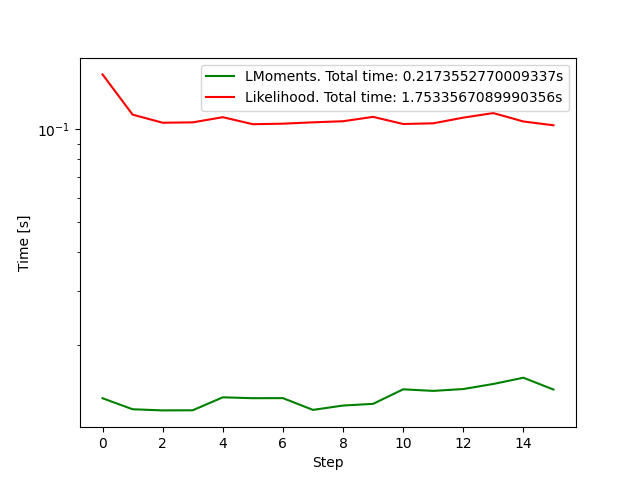 LMoments. Total time: 0.2173552770009337s
Likelihood. Total time: 1.7533567089990356s
10⁻¹
Time [s]
0 2 4 6 8 10 12 14
Step